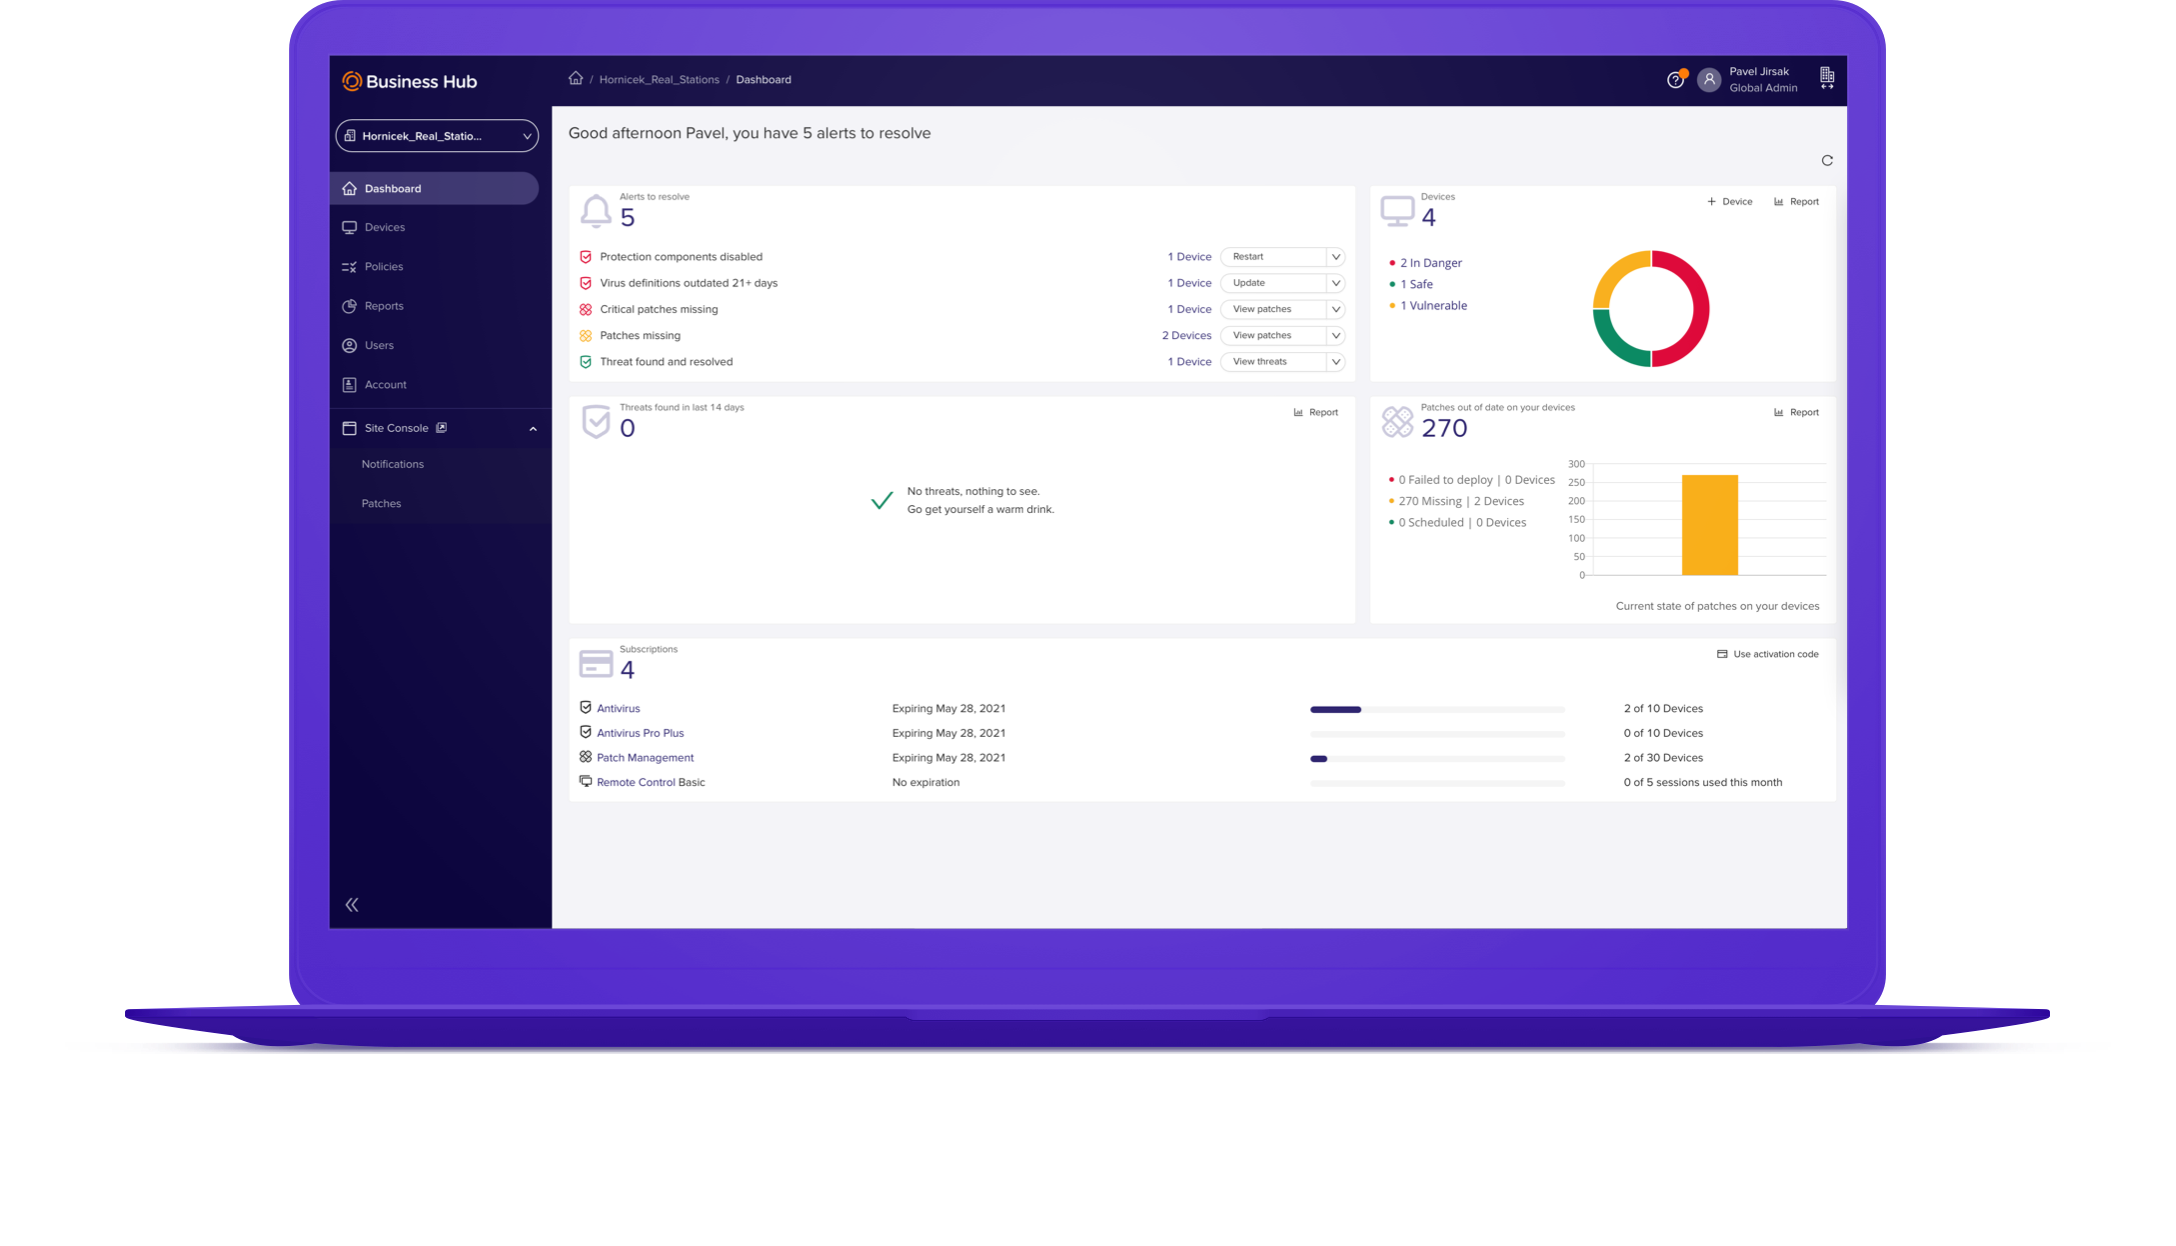 Business Hub
/ Hornicek_Real_Stations / Dashboard
Pavel Jirsak
Global Admin
Hornicek_Real_Statio...
Dashboard
Devices
Policies
Reports
Users
Account
Site Console
Notifications
Patches
Good afternoon Pavel, you have 5 alerts to resolve
Alerts to resolve
5
Protection components disabled 1 Device Restart
Virus definitions outdated 21+ days 1 Device Update
Critical patches missing 1 Device View patches
Patches missing 2 Devices View patches
Threat found and resolved 1 Device View threats
Devices
4
+ Device Report
2 In Danger
1 Safe
1 Vulnerable
Threats found in last 14 days
0
Report
No threats, nothing to see.
Go get yourself a warm drink.
Patches out of date on your devices
270
Report
0 Failed to deploy | 0 Devices
270 Missing | 2 Devices
0 Scheduled | 0 Devices
300
250
200
150
100
50
0
Current state of patches on your devices
Subscriptions
4
Use activation code
Antivirus Expiring May 28, 2021 2 of 10 Devices
Antivirus Pro Plus Expiring May 28, 2021 0 of 10 Devices
Patch Management Expiring May 28, 2021 2 of 30 Devices
Remote Control Basic No expiration 0 of 5 sessions used this month